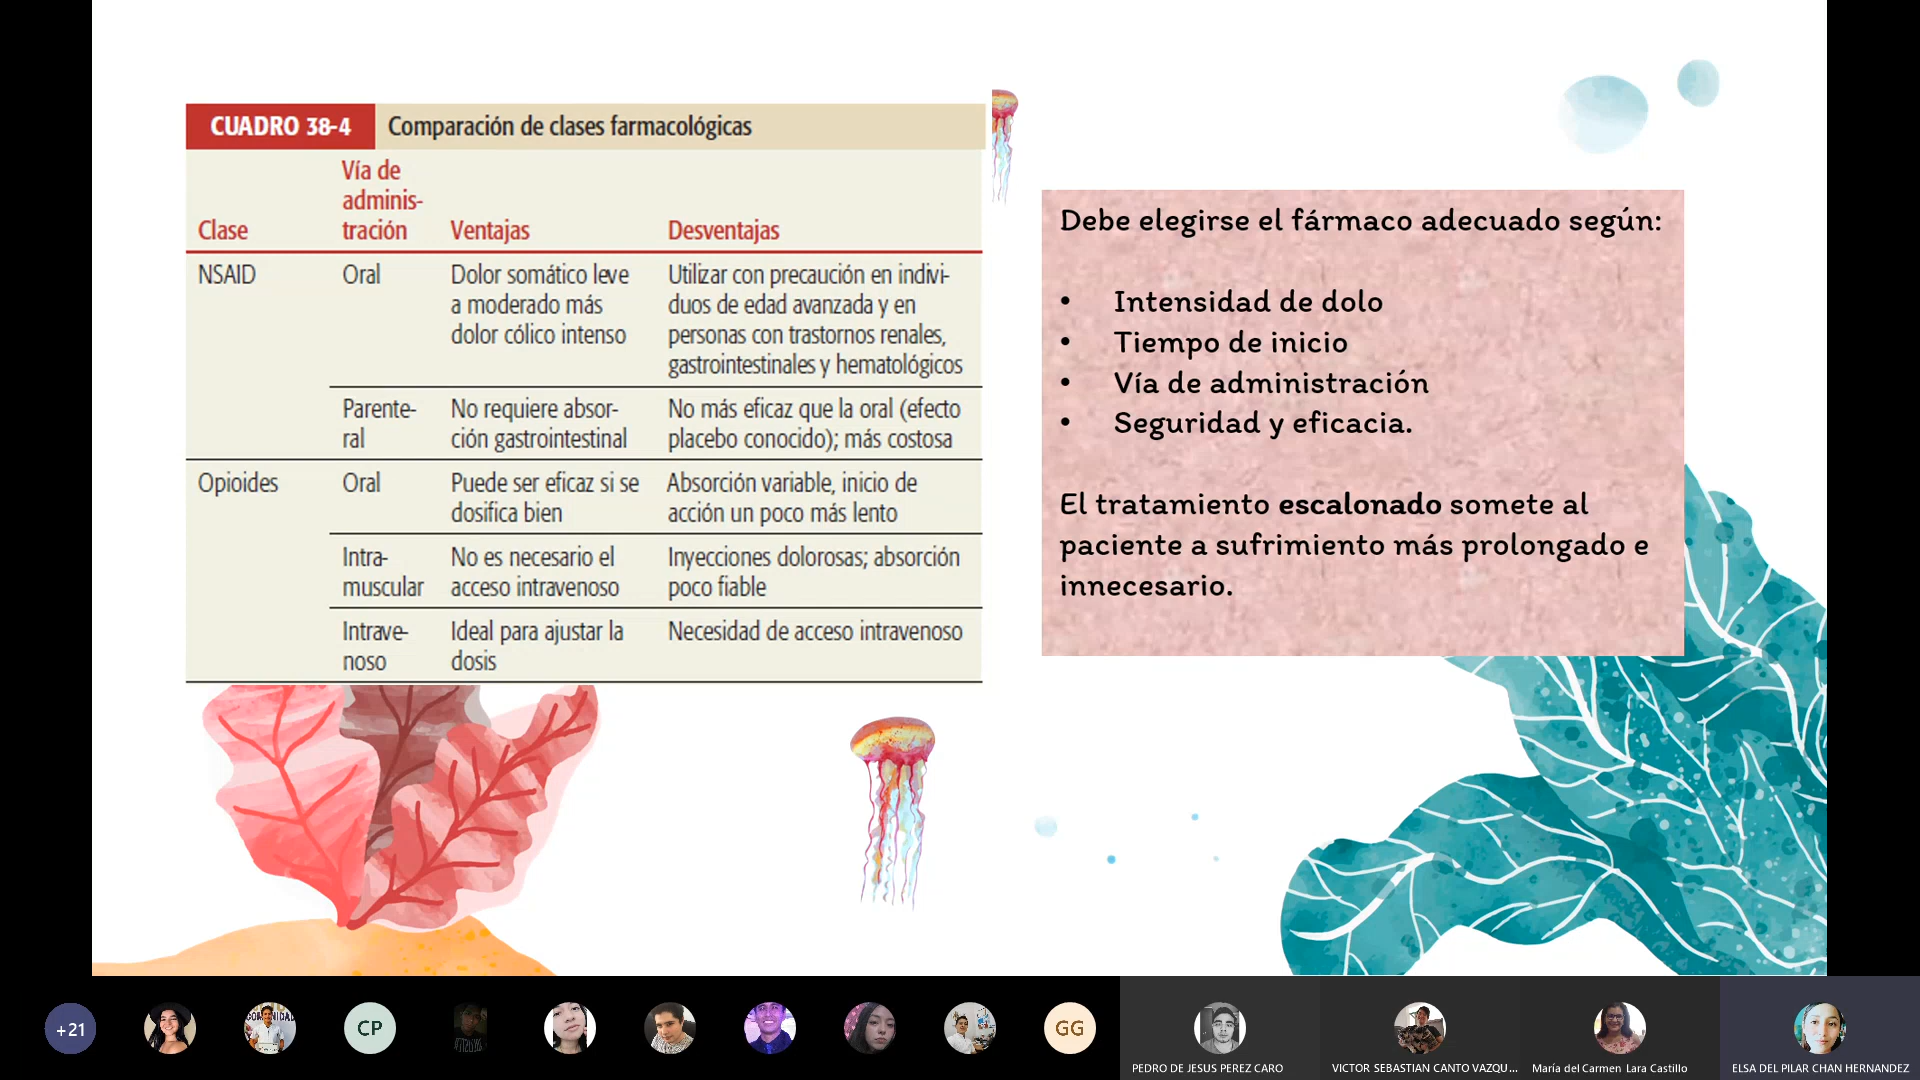 CUADRO 38-4 Comparación de clases farmacológicas
Vía de
adminis-
Clase tración Ventajas Desventajas
NSAID Oral Dolor somático leve Utilizar con precaución en indivi-
a moderado más duos de edad avanzada y en
dolor cólico intenso personas con trastornos renales,
gastrointestinales y hematológicos
Parente- No requiere absor- No más eficaz que la oral (efecto
ral ción gastrointestinal placebo conocido); más costosa
Opioides Oral Puede ser eficaz si se Absorción variable, inicio de
dosifica bien acción un poco más lento
Intra- No es necesario el Inyecciones dolorosas; absorción
muscular acceso intravenoso poco fiable
Intrave- Ideal para ajustar la Necesidad de acceso intravenoso
noso dosis
Debe elegirse el fármaco adecuado según:
• Intensidad de dolo
• Tiempo de inicio
• Vía de administración
• Seguridad y eficacia.
El tratamiento escalonado somete al
paciente a sufrimiento más prolongado e
innecesario.
+21
CP
GG
PEDRO DE JESUS PEREZ CARO
VICTOR SEBASTIAN CANTO VAZQU...
María del Carmen Lara Castillo
ELSA DEL PILAR CHAN HERNANDEZ